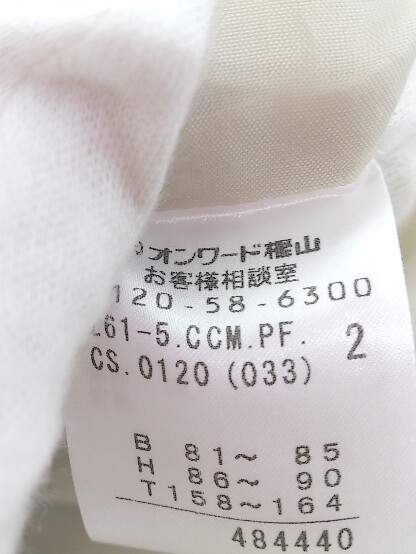 オンワード樫山
お客様相談室
120-58-6300
61-5.CCM.PF. 2
CS.0120 (033)
B 81～ 85
H 86～ 90
T 158～164
484440